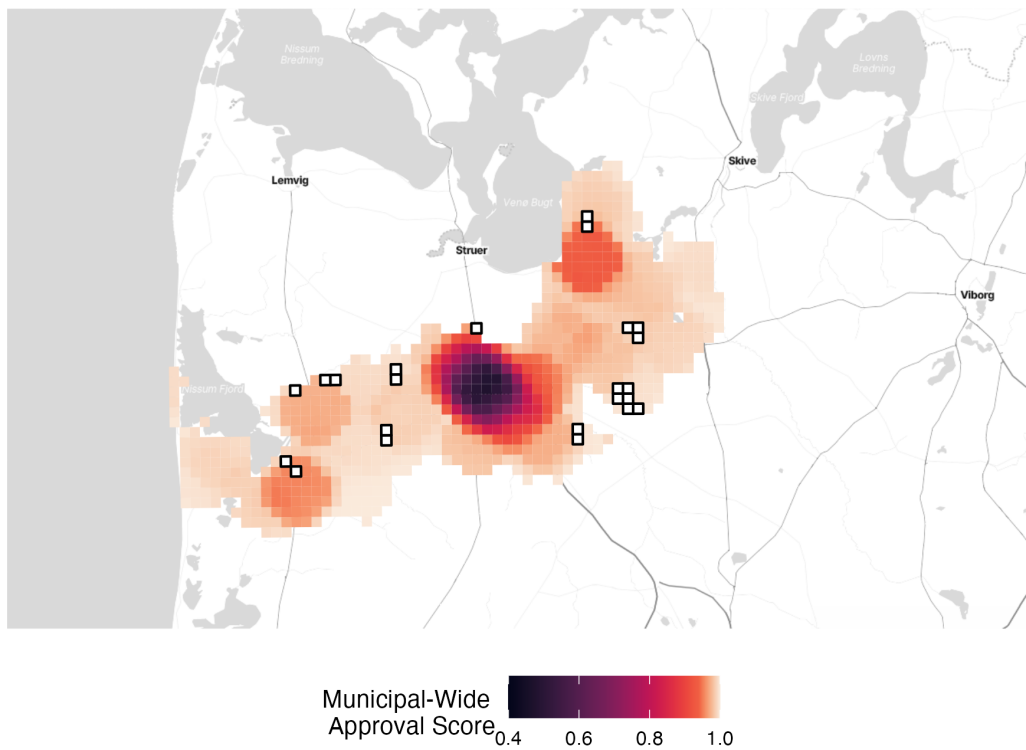 Nissum
Bredning
Lovns
Bredning
Skive Fjord
Skive
Lemvig
Venø Bugt
Struer
Viborg
Nissum Fjord
Municipal-Wide
Approval Score
0.4 0.6 0.8 1.0